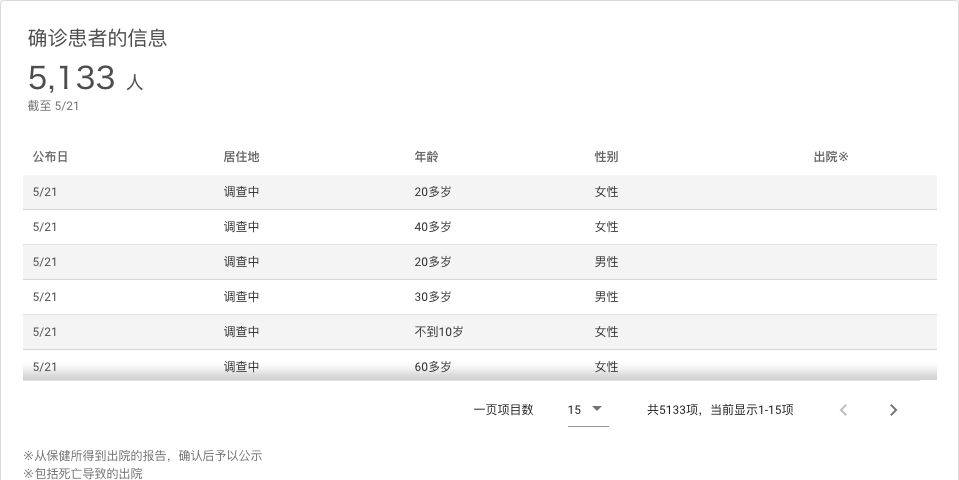 确诊患者的信息
5,133 人
截至 5/21
公布日 居住地 年龄 性别 出院※
5/21 调查中 20多岁 女性
5/21 调查中 40多岁 女性
5/21 调查中 20多岁 男性
5/21 调查中 30多岁 男性
5/21 调查中 不到10岁 女性
5/21 调查中 60多岁 女性
一页项目数 15 共5133项，当前显示1-15项
※从保健所得到出院的报告，确认后予以公示
※包括死亡导致的出院